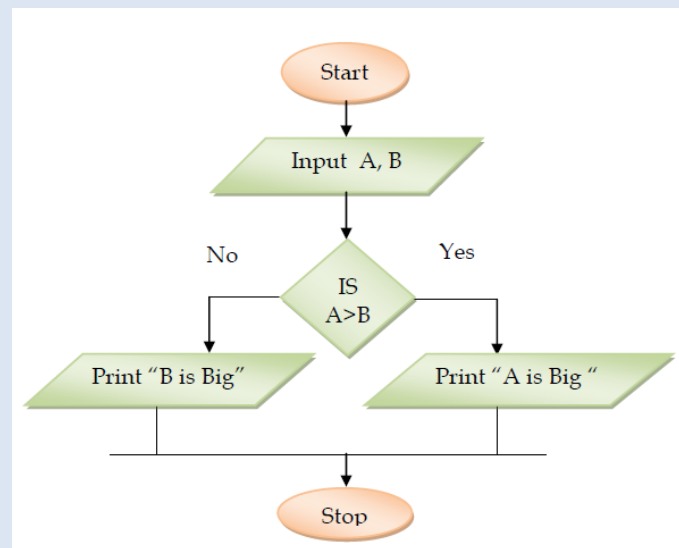 Start
Input A, B
No
Yes
IS
A>B
Print “B is Big”
Print “A is Big “
Stop